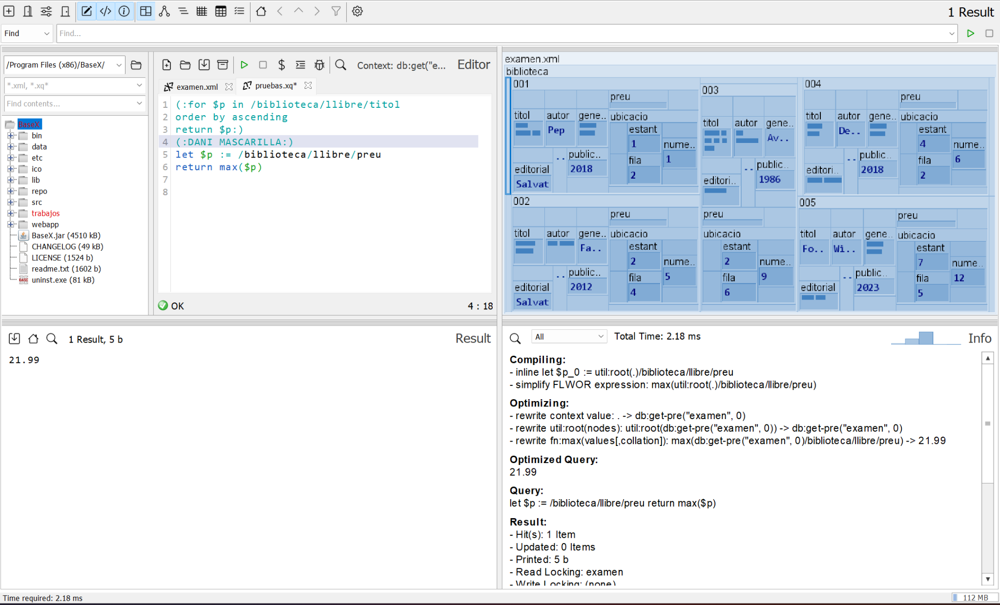 1 Result
Find
Find...
/Program Files (x86)/BaseX/
*.xml, *.xq*
Find contents...
BaseX
bin
data
etc
ico
lib
repo
src
trabajos
webapp
BaseX.jar (4510 kB)
CHANGELOG (49 kB)
LICENSE (1524 b)
readme.txt (1602 b)
uninst.exe (81 kB)
Context: db:get("e...
Editor
examen.xml
pruebas.xq*
1 (:for $p in /biblioteca/llibre/titol
2 order by ascending
3 return $p:)
4 (:DANI MASCARILLA:)
5 let $p := /biblioteca/llibre/preu
6 return max($p)
7
8
OK
4 : 18
examen.xml
biblioteca
001
preu
titol
autor
gene..
ubicacio
Pep
estant
1
nume..
1
fila
2
..
public..
2018
editorial
Salvat
002
preu
titol
autor
gene..
ubicacio
Fa..
estant
2
nume..
5
fila
4
..
public..
2012
editorial
Salvat
003
titol
autor
gene..
Av..
..
public..
1986
editori..
preu
ubicacio
estant
2
nume..
9
fila
6
004
preu
titol
autor
gene..
ubicacio
De..
estant
4
nume..
6
fila
2
..
public..
2018
editori..
005
preu
titol
autor
gene..
ubicacio
Fo..
Wi..
estant
7
nume..
12
fila
5
..
public..
2023
editorial
1 Result, 5 b
Result
21.99
All
Total Time: 2.18 ms
Info
Compiling:
- inline let $p_0 := util:root(.)/biblioteca/llibre/preu
- simplify FLWOR expression: max(util:root(.)/biblioteca/llibre/preu)
Optimizing:
- rewrite context value: . -> db:get-pre("examen", 0)
- rewrite util:root(nodes): util:root(db:get-pre("examen", 0)) -> db:get-pre("examen", 0)
- rewrite fn:max(values[,collation]): max(db:get-pre("examen", 0)/biblioteca/llibre/preu) -> 21.99
Optimized Query:
21.99
Query:
let $p := /biblioteca/llibre/preu return max($p)
Result:
- Hit(s): 1 Item
- Updated: 0 Items
- Printed: 5 b
- Read Locking: examen
- Write Locking: (none)
Time required: 2.18 ms
112 MB